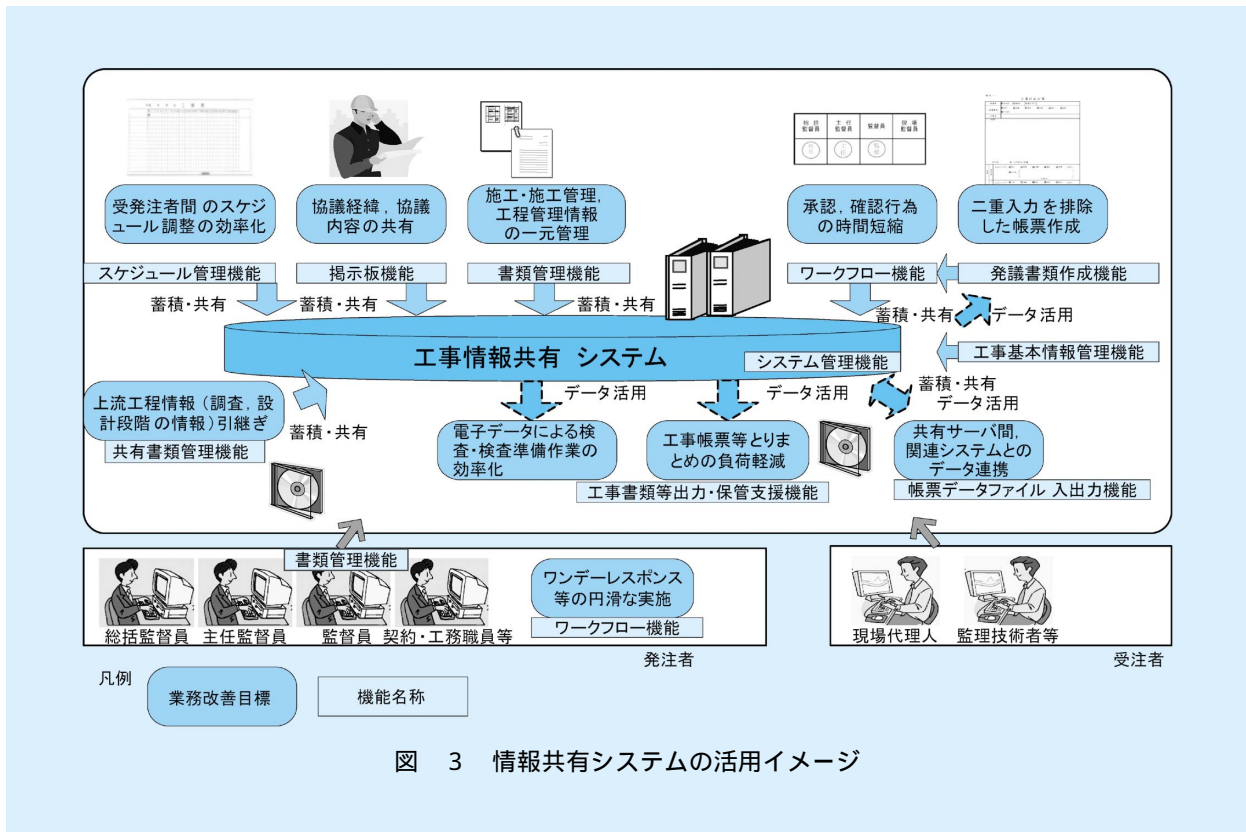 総括
監督員
主任
監督員
監督員
現場
監督員
受発注者間のスケジ
ュール調整の効率化
協議経緯,協議
内容の共有
施工・施工管理,
工程管理情報
の一元管理
承認,確認行為
の時間短縮
二重入力を排除
した帳票作成
スケジュール管理機能
掲示板機能
書類管理機能
ワークフロー機能
発議書類作成機能
蓄積・共有
蓄積・共有
蓄積・共有
蓄積・共有
データ活用
工事情報共有 システム
システム管理機能
工事基本情報管理機能
データ活用
データ活用
蓄積・共有
データ活用
上流工程情報(調査,設
計段階の情報)引継ぎ
共有書類管理機能
蓄積・共有
電子データによる検
査・検査準備作業の
効率化
工事帳票等とりま
とめの負荷軽減
工事書類等出力・保管支援機能
共有サーバ間,
関連システムとの
データ連携
帳票データファイル 入出力機能
書類管理機能
ワンデーレスポンス
等の円滑な実施
ワークフロー機能
総括監督員
主任監督員
監督員
契約・工務職員等
発注者
現場代理人
監理技術者等
受注者
凡例
業務改善目標
機能名称
図 3 情報共有システムの活用イメージ